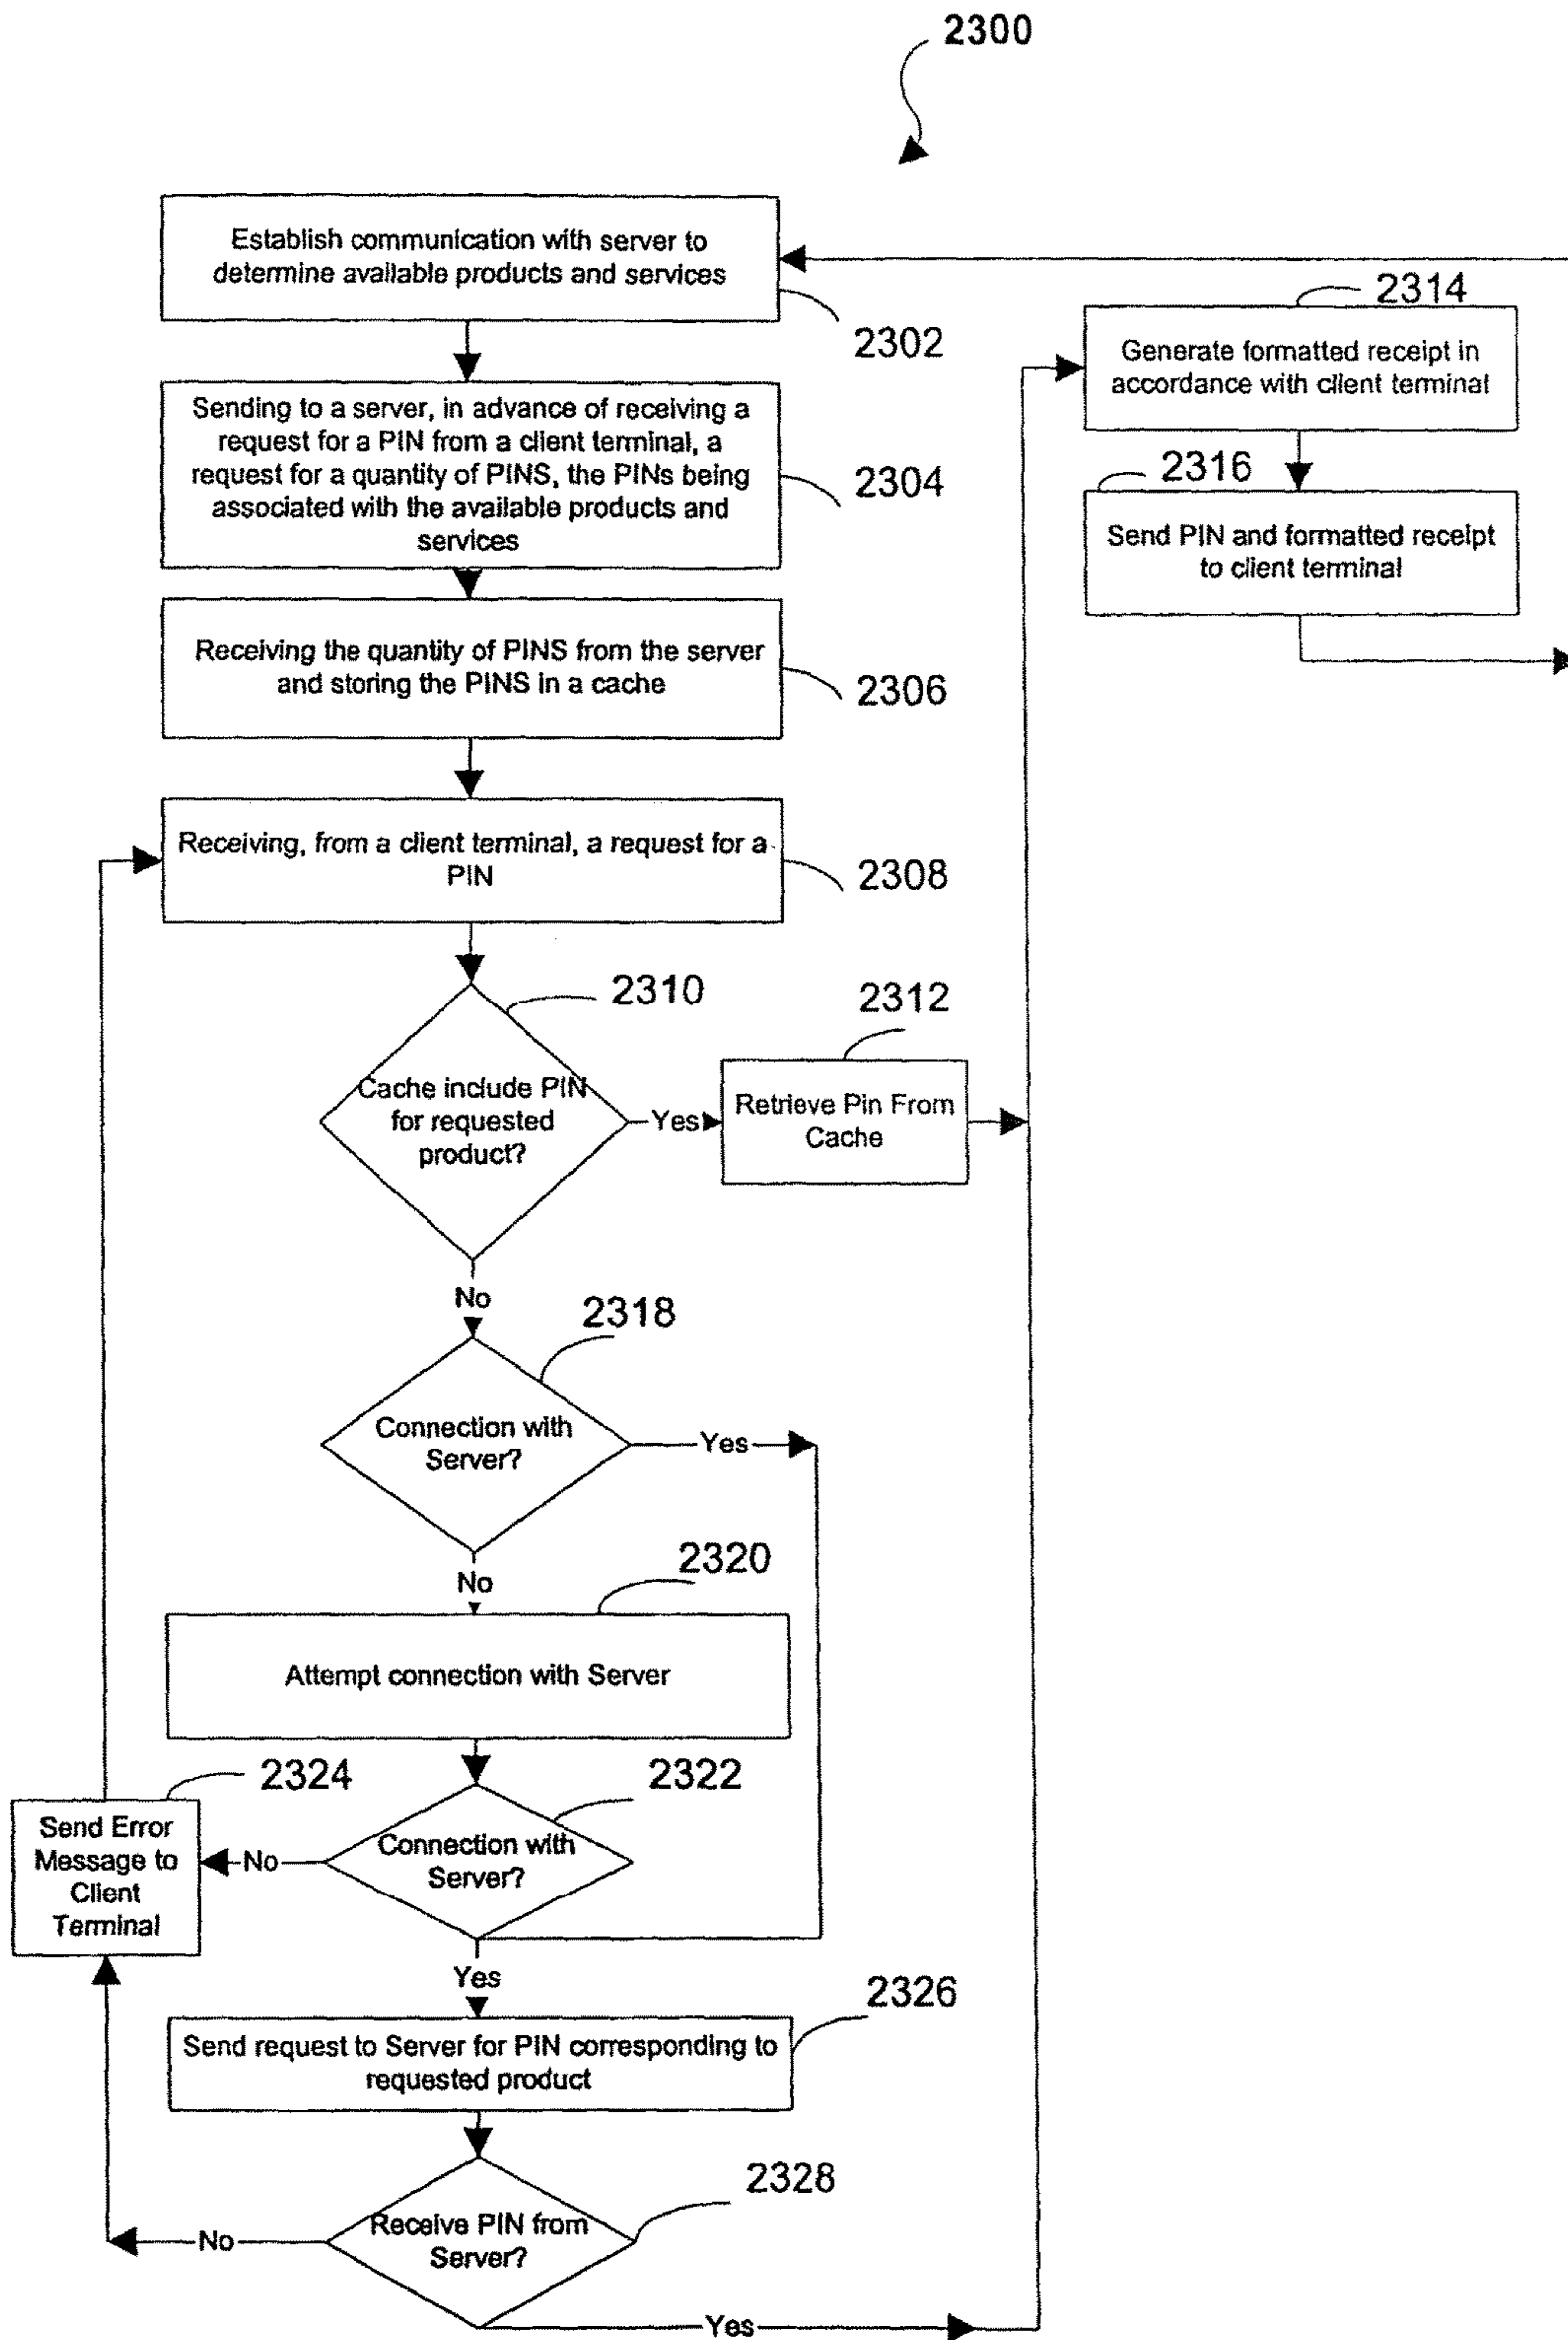 2300
Establish communication with server to
determine available products and services
2302
Sending to a server, in advance of receiving a
request for a PIN from a client terminal, a
request for a quantity of PINS, the PINs being
associated with the available products and
services
2304
Receiving the quantity of PINS from the server
and storing the PINS in a cache
2306
Receiving, from a client terminal, a request for a
PIN
2308
2310
Cache include PIN
for requested
product?
Yes
2312
Retrieve Pin From
Cache
2314
Generate formatted receipt in
accordance with client terminal
2316
Send PIN and formatted receipt
to client terminal
No
2318
Connection with
Server?
Yes
No
2320
Attempt connection with Server
2322
Connection with
Server?
No
2324
Send Error
Message to
Client
Terminal
Yes
2326
Send request to Server for PIN corresponding to
requested product
2328
Receive PIN from
Server?
No
Yes